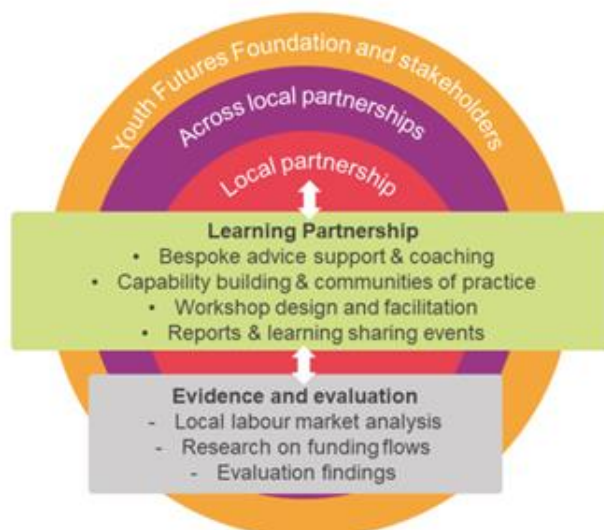 Youth Futures Foundation and stakeholders
Across local partnerships
Local partnership
Learning Partnership
• Bespoke advice support & coaching
• Capability building & communities of practice
• Workshop design and facilitation
• Reports & learning sharing events
Evidence and evaluation
- Local labour market analysis
- Research on funding flows
- Evaluation findings